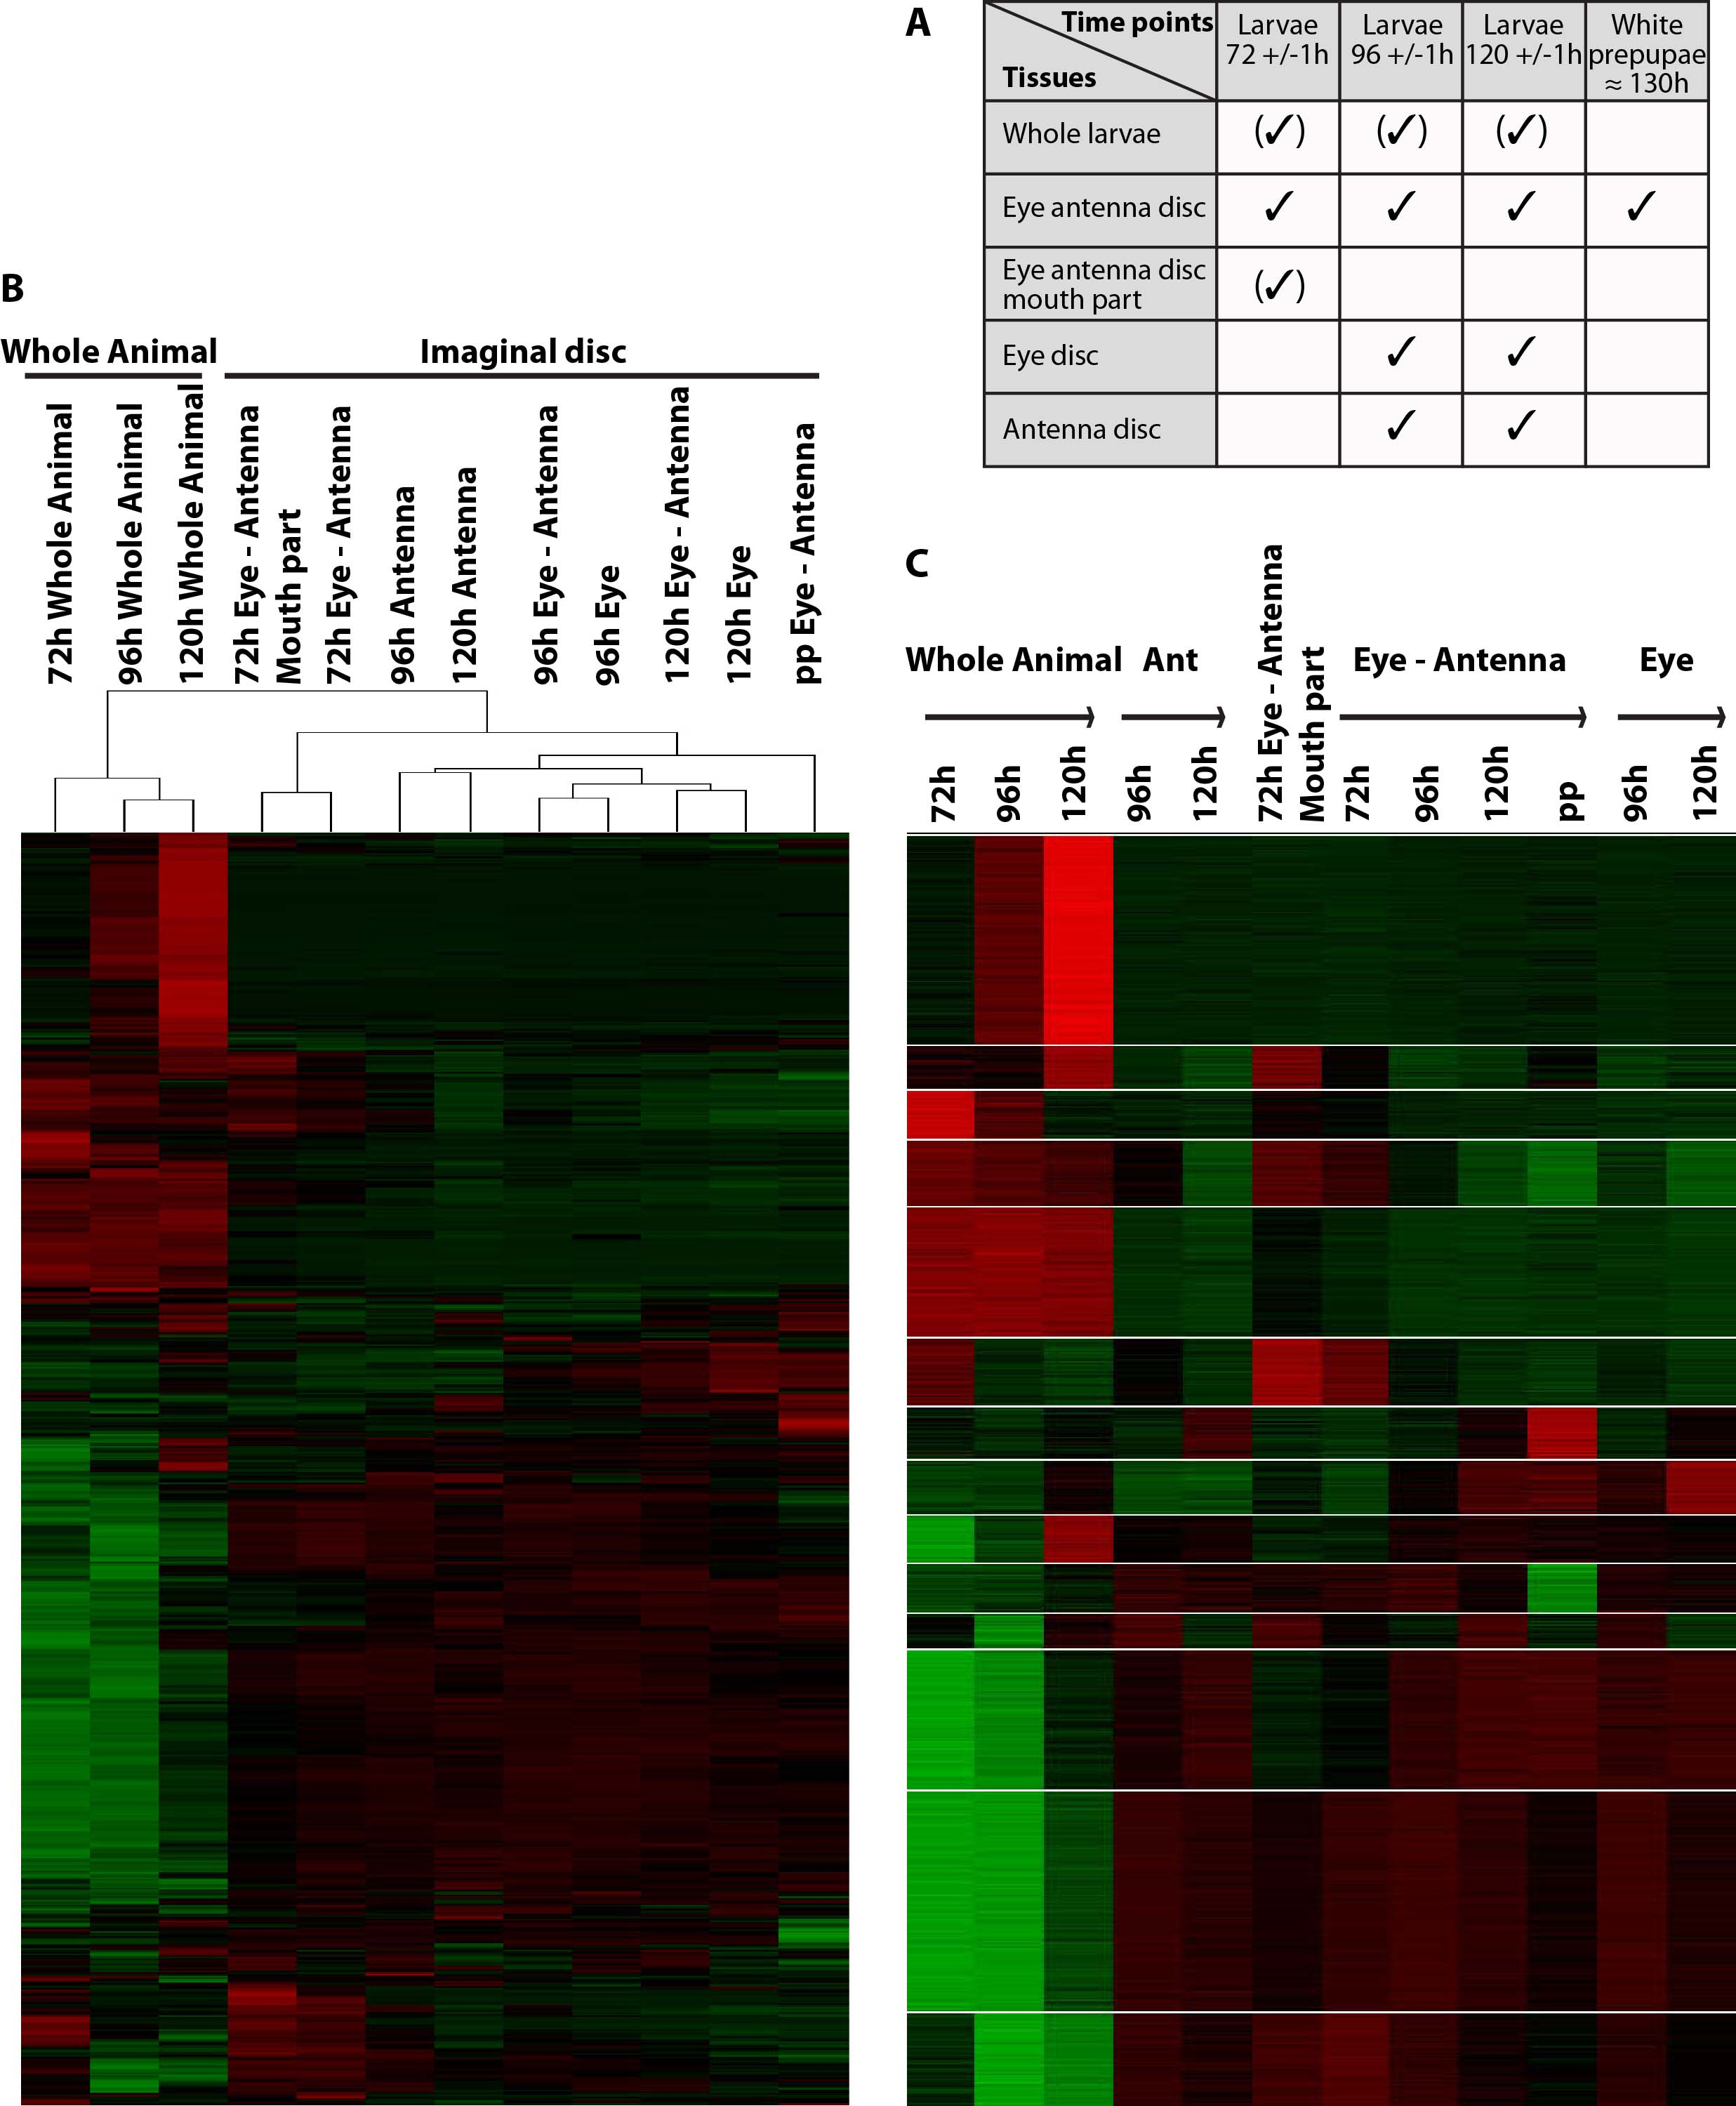 A
Time points
Tissues
Larvae
72 +/-1h
Larvae
96 +/-1h
Larvae
120 +/-1h
White
prepupae
≈ 130h
Whole larvae (✓) (✓) (✓)
Eye antenna disc ✓ ✓ ✓ ✓
Eye antenna disc
mouth part (✓)
Eye disc ✓ ✓
Antenna disc ✓ ✓
B
Whole Animal
Imaginal disc
72h Whole Animal
96h Whole Animal
120h Whole Animal
72h Eye - Antenna
Mouth part
72h Eye - Antenna
96h Antenna
120h Antenna
96h Eye - Antenna
96h Eye
120h Eye - Antenna
120h Eye
pp Eye - Antenna
C
Whole Animal
Ant
72h Eye - Antenna
Mouth part
Eye - Antenna
Eye
72h
96h
120h
96h
120h
72h
96h
120h
pp
96h
120h